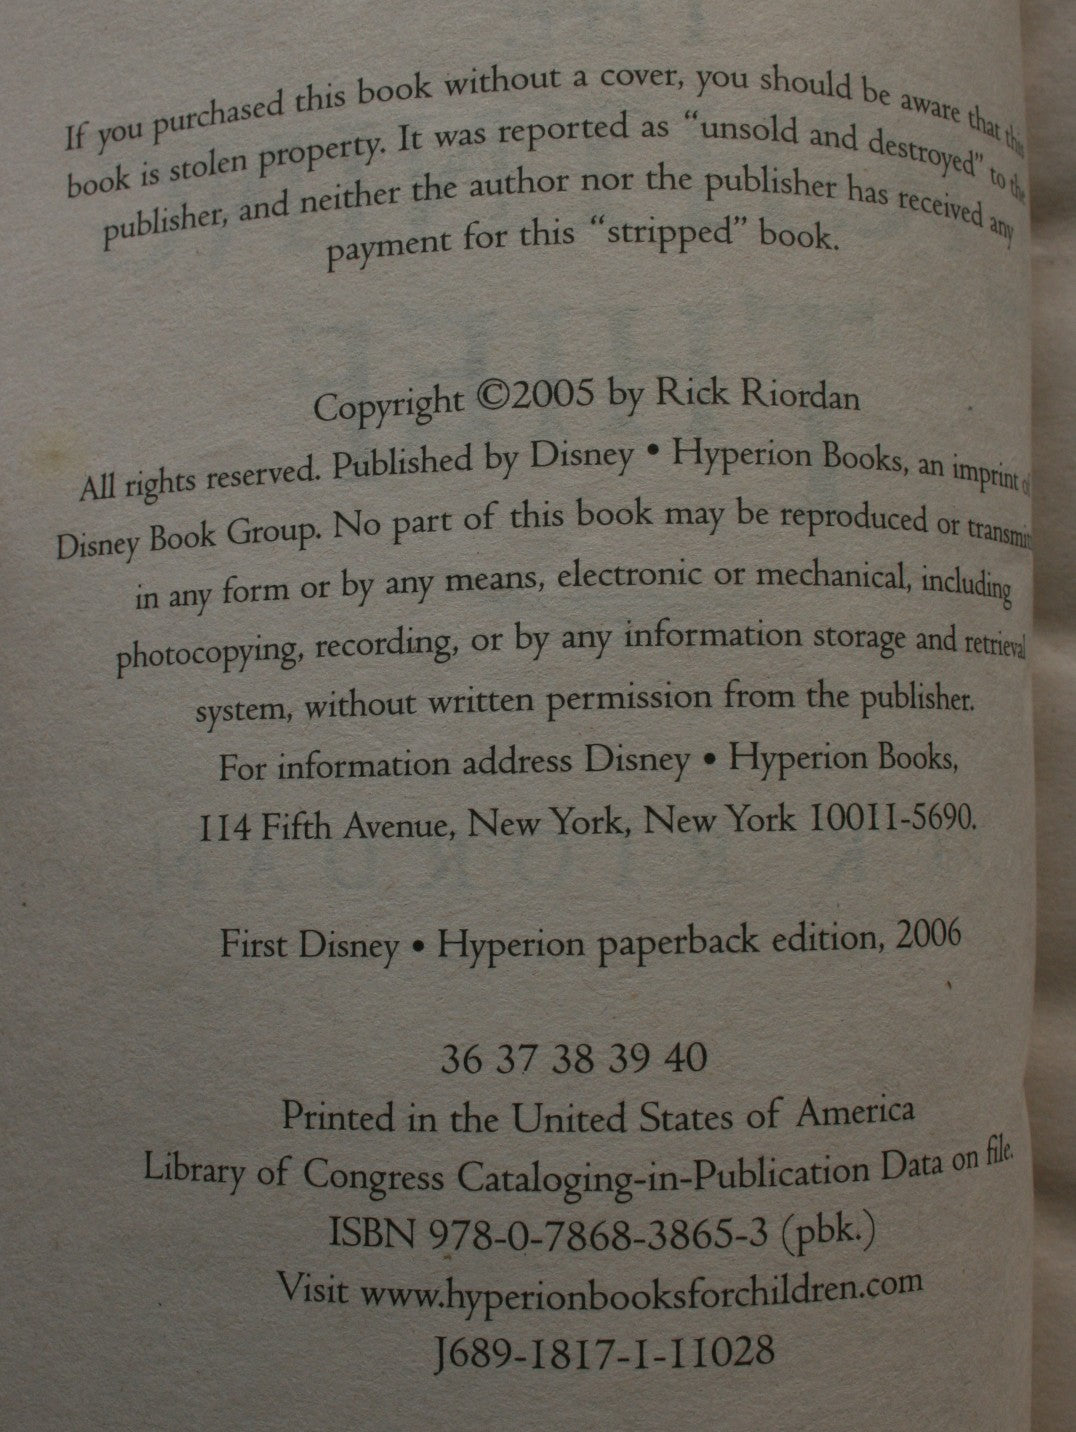 If you purchased this book without a cover, you should be aware that this
book is stolen property. It was reported as “unsold and destroyed” to the
publisher, and neither the author nor the publisher has received any
payment for this “stripped” book.
Copyright ©2005 by Rick Riordan
All rights reserved. Published by Disney • Hyperion Books, an imprint of
Disney Book Group. No part of this book may be reproduced or
in any form or by any means, electronic or mechanical, including
photocopying, recording, or by any information storage and retrieval
system, without written permission from the publisher.
For information address Disney • Hyperion Books,
114 Fifth Avenue, New York, New York 10011-5690.
First Disney • Hyperion paperback edition, 2006
36 37 38 39 40
Printed in the United States of America
Library of Congress Cataloging-in-Publication Data on file.
ISBN 978-0-7868-3865-3 (pbk.)
Visit www.hyperionbooksforchildren.com
J689-1817-1-11028